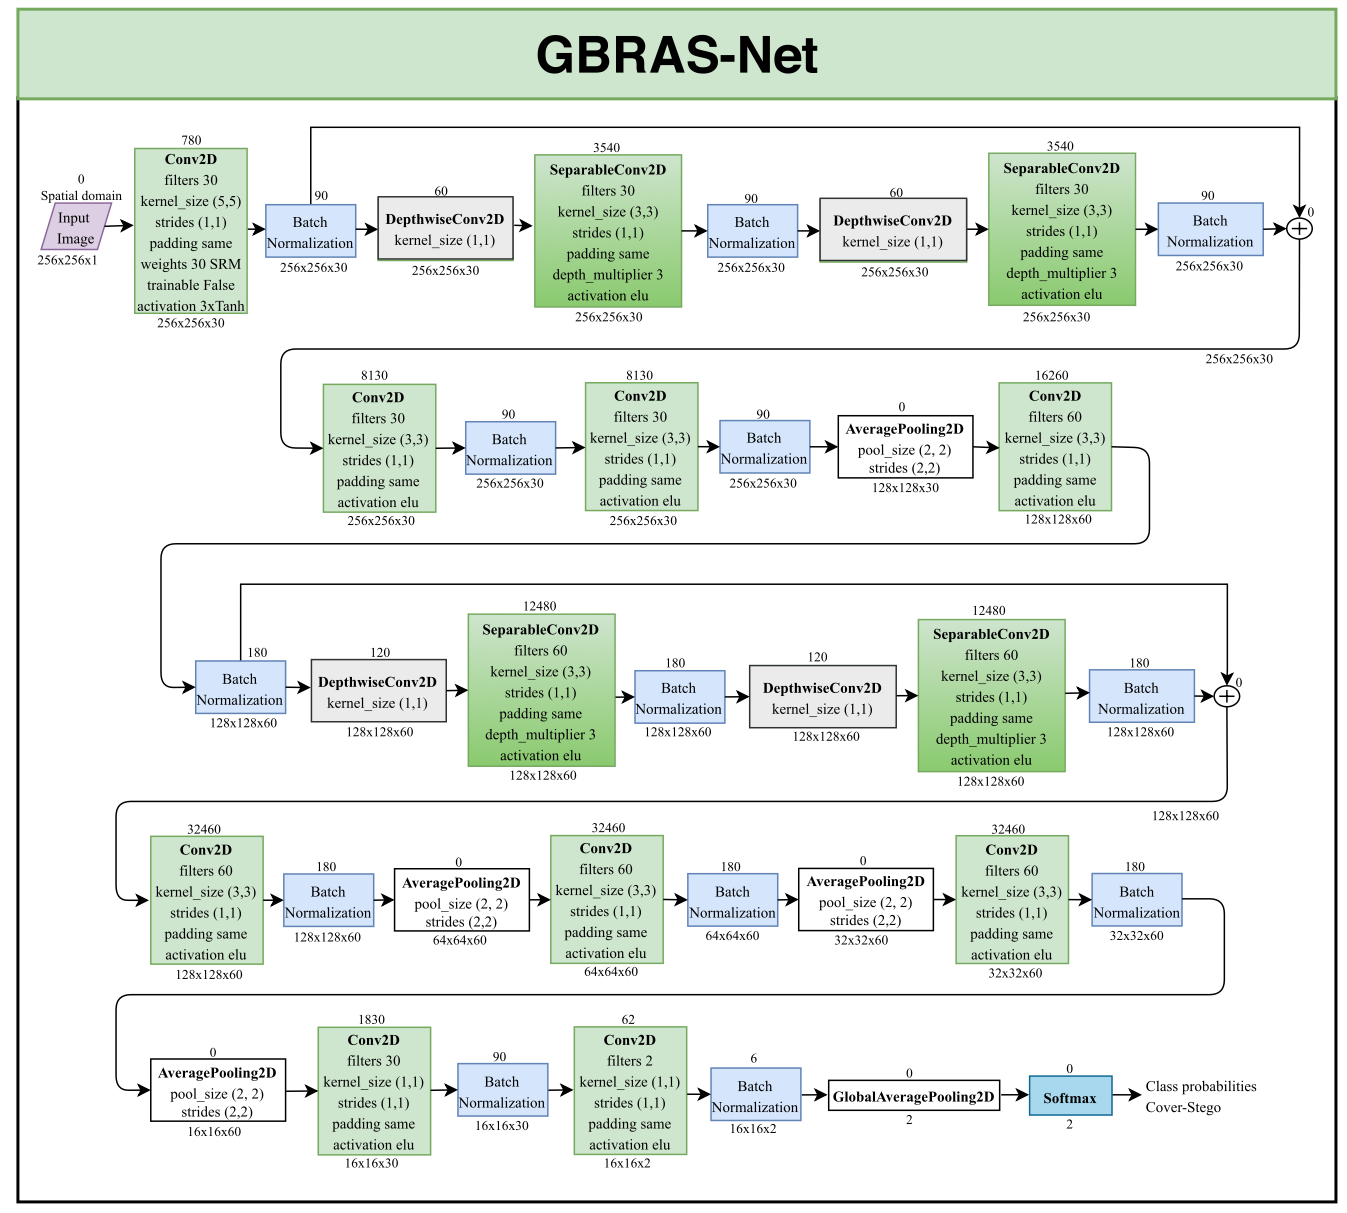 GBRAS-Net
0
Spatial domain
Input
Image
256x256x1
780
Conv2D
filters 30
kernel_size (5,5)
strides (1,1)
padding same
weights 30 SRM
trainable False
activation 3xTanh
256x256x30
90
Batch
Normalization
256x256x30
60
DepthwiseConv2D
kernel_size (1,1)
256x256x30
3540
SeparableConv2D
filters 30
kernel_size (3,3)
strides (1,1)
padding same
depth_multiplier 3
activation elu
256x256x30
90
Batch
Normalization
256x256x30
60
DepthwiseConv2D
kernel_size (1,1)
256x256x30
3540
SeparableConv2D
filters 30
kernel_size (3,3)
strides (1,1)
padding same
depth_multiplier 3
activation elu
256x256x30
90
Batch
Normalization
256x256x30
0
+
256x256x30
8130
Conv2D
filters 30
kernel_size (3,3)
strides (1,1)
padding same
activation elu
256x256x30
90
Batch
Normalization
256x256x30
8130
Conv2D
filters 30
kernel_size (3,3)
strides (1,1)
padding same
activation elu
256x256x30
90
Batch
Normalization
256x256x30
0
AveragePooling2D
pool_size (2, 2)
strides (2,2)
128x128x30
16260
Conv2D
filters 60
kernel_size (3,3)
strides (1,1)
padding same
activation elu
128x128x60
180
Batch
Normalization
128x128x60
120
DepthwiseConv2D
kernel_size (1,1)
128x128x60
12480
SeparableConv2D
filters 60
kernel_size (3,3)
strides (1,1)
padding same
depth_multiplier 3
activation elu
128x128x60
180
Batch
Normalization
128x128x60
120
DepthwiseConv2D
kernel_size (1,1)
128x128x60
12480
SeparableConv2D
filters 60
kernel_size (3,3)
strides (1,1)
padding same
depth_multiplier 3
activation elu
128x128x60
180
Batch
Normalization
128x128x60
0
+
128x128x60
32460
Conv2D
filters 60
kernel_size (3,3)
strides (1,1)
padding same
activation elu
128x128x60
180
Batch
Normalization
128x128x60
0
AveragePooling2D
pool_size (2, 2)
strides (2,2)
64x64x60
32460
Conv2D
filters 60
kernel_size (3,3)
strides (1,1)
padding same
activation elu
64x64x60
180
Batch
Normalization
64x64x60
0
AveragePooling2D
pool_size (2, 2)
strides (2,2)
32x32x60
32460
Conv2D
filters 60
kernel_size (3,3)
strides (1,1)
padding same
activation elu
32x32x60
180
Batch
Normalization
32x32x60
0
AveragePooling2D
pool_size (2, 2)
strides (2,2)
16x16x60
1830
Conv2D
filters 30
kernel_size (1,1)
strides (1,1)
padding same
activation elu
16x16x30
90
Batch
Normalization
16x16x30
62
Conv2D
filters 2
kernel_size (1,1)
strides (1,1)
padding same
activation elu
16x16x2
6
Batch
Normalization
16x16x2
0
GlobalAveragePooling2D
2
0
Softmax
2
Class probabilities
Cover-Stego